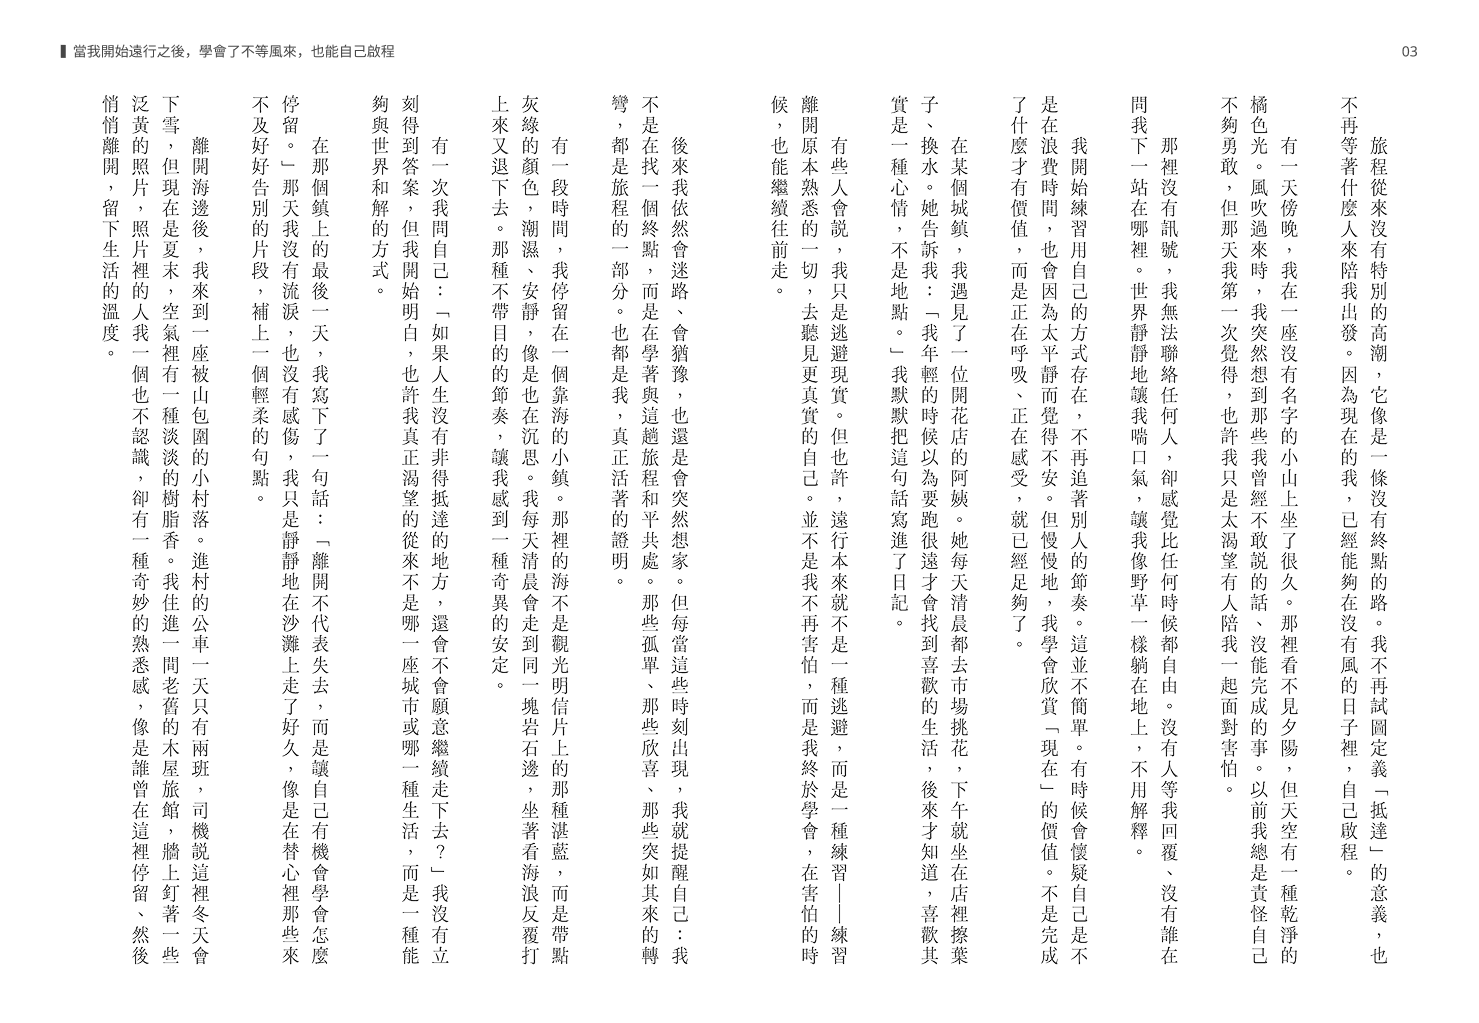 ▌當我開始遠行之後，學會了不等風來，也能自己啟程
03
旅程從來沒有特別的高潮，它像是一條沒有終點的路。我不再試圖定義「抵達」的意義，也
不再等著什麼人來陪我出發。因為現在的我，已經能夠在沒有風的日子裡，自己啟程。
有一天傍晚，我在一座沒有名字的小山上坐了很久。那裡看不見夕陽，但天空有一種乾淨的
橘色光。風吹過來時，我突然想到那些我曾經不敢説的話、沒能完成的事。以前我總是責怪自己
不夠勇敢，但那天我第一次覺得，也許我只是太渴望有人陪我一起面對害怕。
那裡沒有訊號，我無法聯絡任何人，卻感覺比任何時候都自由。沒有人等我回覆、沒有誰在
問我下一站在哪裡。世界靜靜地讓我喘口氣，讓我像野草一樣躺在地上，不用解釋。
我開始練習用自己的方式存在，不再追著別人的節奏。這並不簡單。有時候會懷疑自己是不
是在浪費時間，也會因為太平靜而覺得不安。但慢慢地，我學會欣賞「現在」的價值。不是完成
了什麼才有價值，而是正在呼吸、正在感受，就已經足夠了。
在某個城鎮，我遇見了一位開花店的阿姨。她每天清晨都去市場挑花，下午就坐在店裡擦葉
子、換水。她告訴我：「我年輕的時候以為要跑很遠才會找到喜歡的生活，後來才知道，喜歡其
實是一種心情，不是地點。」我默默把這句話寫進了日記。
有些人會説，我只是逃避現實。但也許，遠行本來就不是一種逃避，而是一種練習——練習
離開原本熟悉的一切，去聽見更真實的自己。並不是我不再害怕，而是我終於學會，在害怕的時
候，也能繼續往前走。
後來我依然會迷路、會猶豫，也還是會突然想家。但每當這些時刻出現，我就提醒自己：我
不是在找一個終點，而是在學著與這趟旅程和平共處。那些孤單、那些欣喜、那些突如其來的轉
彎，都是旅程的一部分。也都是我，真正活著的證明。
有一段時間，我停留在一個靠海的小鎮。那裡的海不是觀光明信片上的那種湛藍，而是帶點
灰綠的顏色，潮濕、安靜，像是也在沉思。我每天清晨會走到同一塊岩石邊，坐著看海浪反覆打
上來又退下去。那種不帶目的的節奏，讓我感到一種奇異的安定。
有一次我問自己：「如果人生沒有非得抵達的地方，還會不會願意繼續走下去？」我沒有立
刻得到答案，但我開始明白，也許我真正渴望的從來不是哪一座城市或哪一種生活，而是一種能
夠與世界和解的方式。
在那個鎮上的最後一天，我寫下了一句話：「離開不代表失去，而是讓自己有機會學會怎麼
停留。」那天我沒有流淚，也沒有感傷，我只是靜靜地在沙灘上走了好久，像是在替心裡那些來
不及好好告別的片段，補上一個輕柔的句點。
離開海邊後，我來到一座被山包圍的小村落。進村的公車一天只有兩班，司機説這裡冬天會
下雪，但現在是夏末，空氣裡有一種淡淡的樹脂香。我住進一間老舊的木屋旅館，牆上釘著一些
泛黃的照片，照片裡的人我一個也不認識，卻有一種奇妙的熟悉感，像是誰曾在這裡停留、然後
悄悄離開，留下生活的溫度。